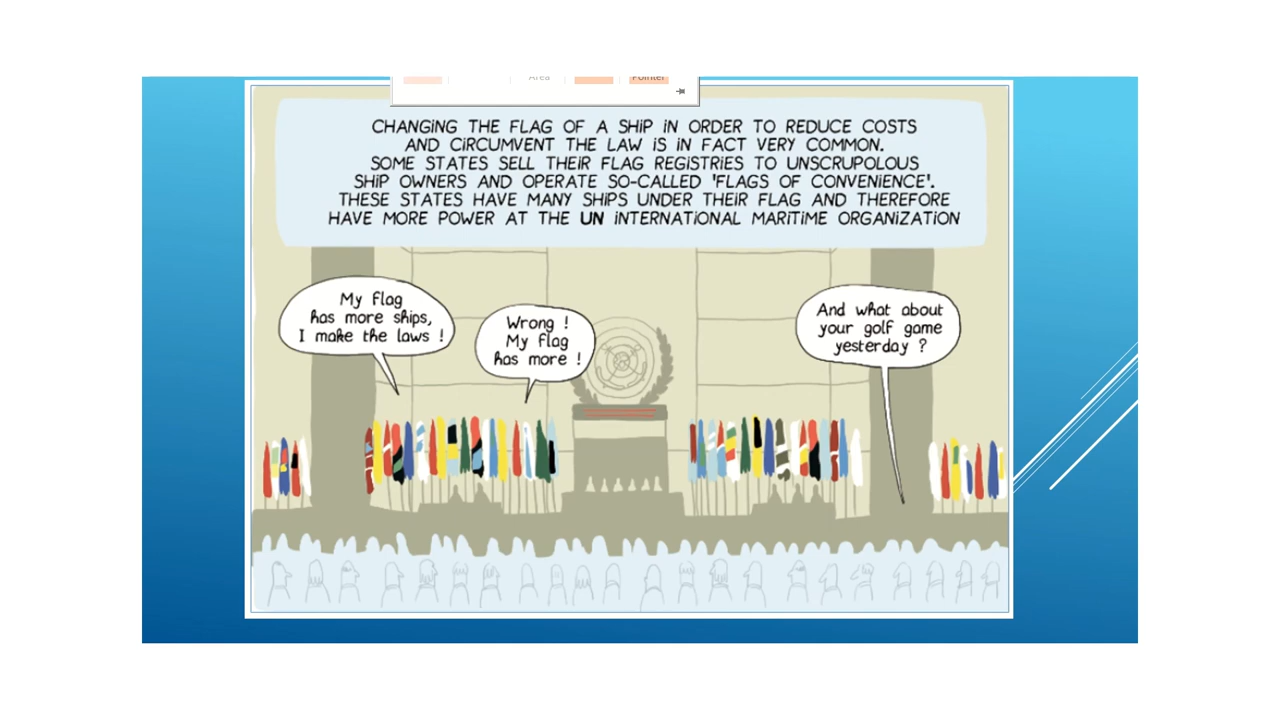 Area
Pointer
CHANGING THE FLAG OF A SHIP IN ORDER TO REDUCE COSTS
AND CIRCUMVENT THE LAW IS IN FACT VERY COMMON.
SOME STATES SELL THEIR FLAG REGISTRIES TO UNSCRUPOLOUS
SHIP OWNERS AND OPERATE SO-CALLED 'FLAGS OF CONVENIENCE'.
THESE STATES HAVE MANY SHIPS UNDER THEIR FLAG AND THEREFORE
HAVE MORE POWER AT THE UN INTERNATIONAL MARITIME ORGANIZATION
My flag
has more ships,
I make the laws !
Wrong !
My flag
has more !
And what about
your golf game
yesterday ?